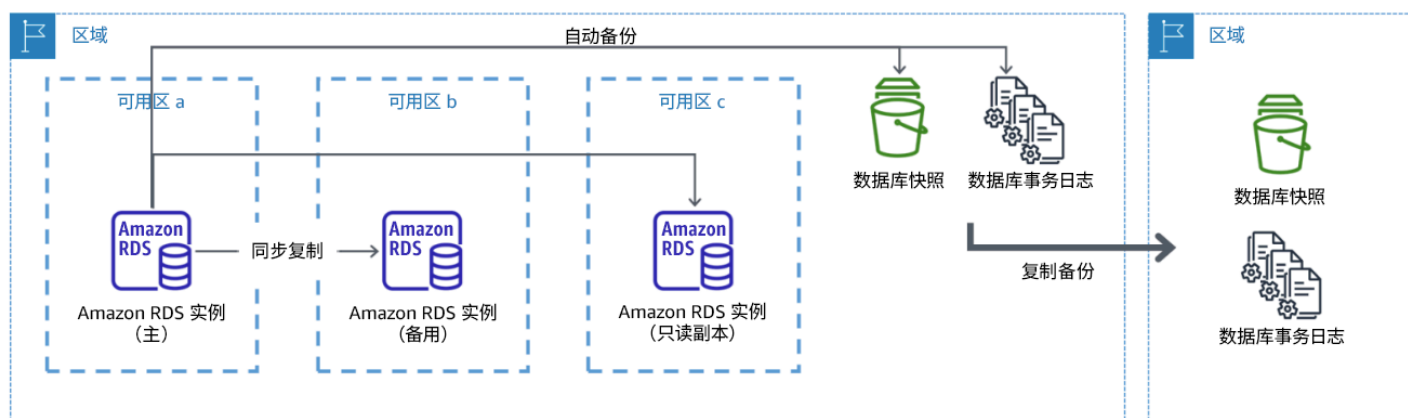 区域
自动备份
区域
可用区 a
可用区 b
可用区 c
数据库快照
数据库事务日志
数据库快照
Amazon
RDS
同步复制
Amazon
RDS
Amazon
RDS
复制备份
Amazon RDS 实例
（主）
Amazon RDS 实例
（备用）
Amazon RDS 实例
（只读副本）
数据库事务日志